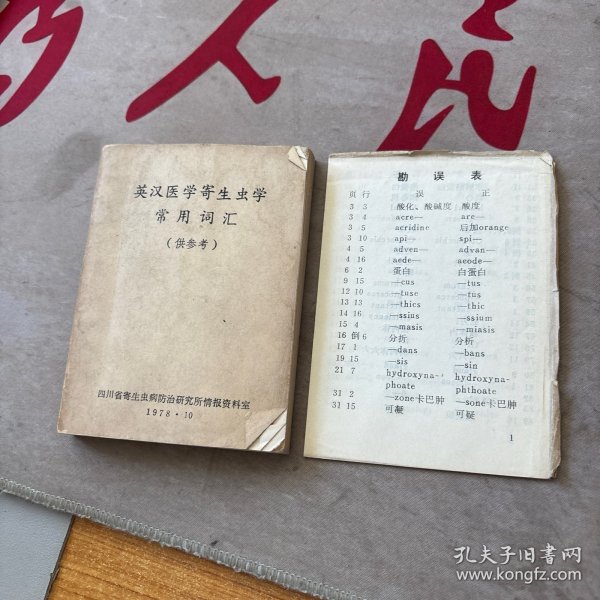 为人民
英汉医学寄生虫学
常用词汇
(供参考)
四川省寄生虫病防治研究所情报资料室
1978·10
勘误表
页 行 误 正
3 3 酸化、酸碱度 酸度
3 4 acre— are—
3 5 acridine 后加orange
3 10 api— spi—
4 5 adven— advan—
4 16 aede— aeode—
6 2 蛋白 白蛋白
9 15 —cus —tus
12 10 —tuse —tus
13 13 —thics —thic
14 16 —ssius —ssium
15 4 —masis —miasis
16 倒6 分折 分析
17 1 —dans —bans
19 15 —sis —sin
21 7 hydroxyna- hydroxyna-
phoate phthoate
31 2 —zone卡巴肿 —sone卡巴肿
31 15 可凝 可疑
1
孔夫子旧书网
www.kongfz.com